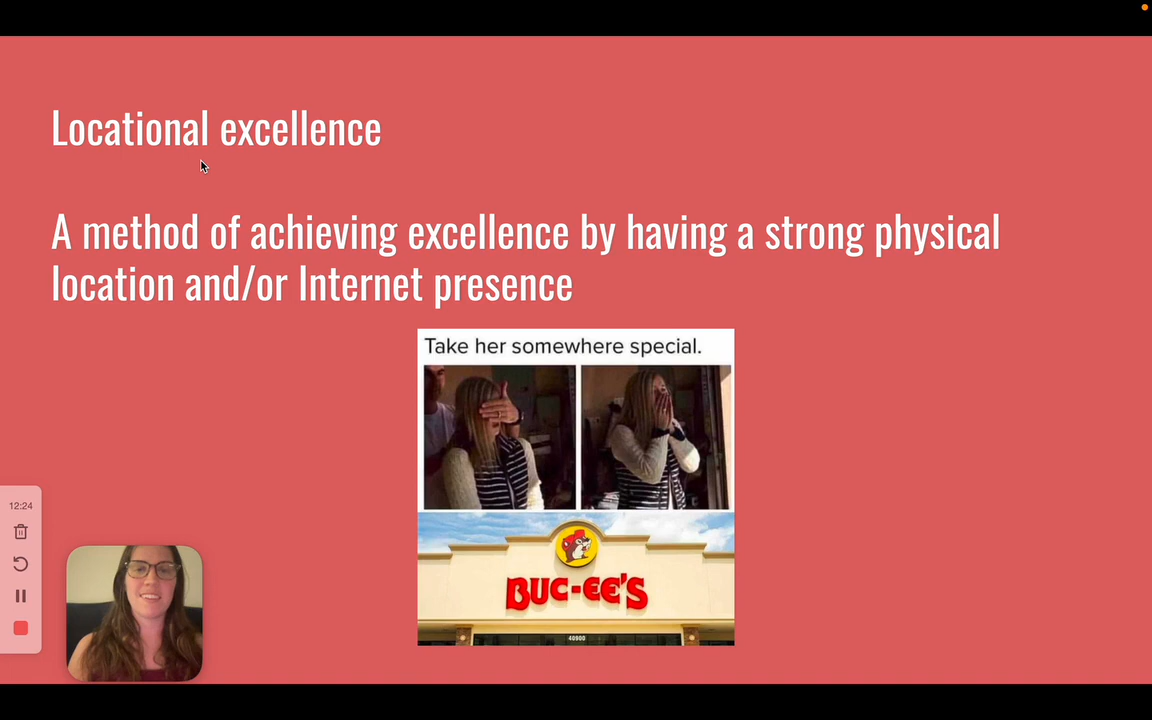 Locational excellence
A method of achieving excellence by having a strong physical
location and/or Internet presence
Take her somewhere special.
BUC-EE'S
40900
12:24